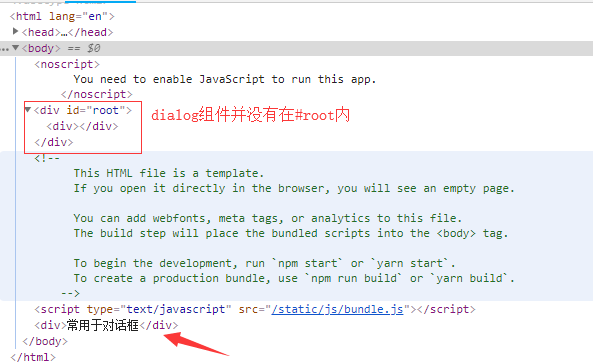 <html lang="en">
▶<head>…</head>
…▼<body> == $0
<noscript>
You need to enable JavaScript to run this app.
</noscript>
▼<div id="root">
<div></div>
</div>
dialog组件并没有在#root内
<!--
This HTML file is a template.
If you open it directly in the browser, you will see an empty page.
You can add webfonts, meta tags, or analytics to this file.
The build step will place the bundled scripts into the <body> tag.
To begin the development, run `npm start` or `yarn start`.
To create a production bundle, use `npm run build` or `yarn build`.
-->
<script type="text/javascript" src="/static/js/bundle.js"></script>
<div>常用于对话框</div>
</body>
</html>